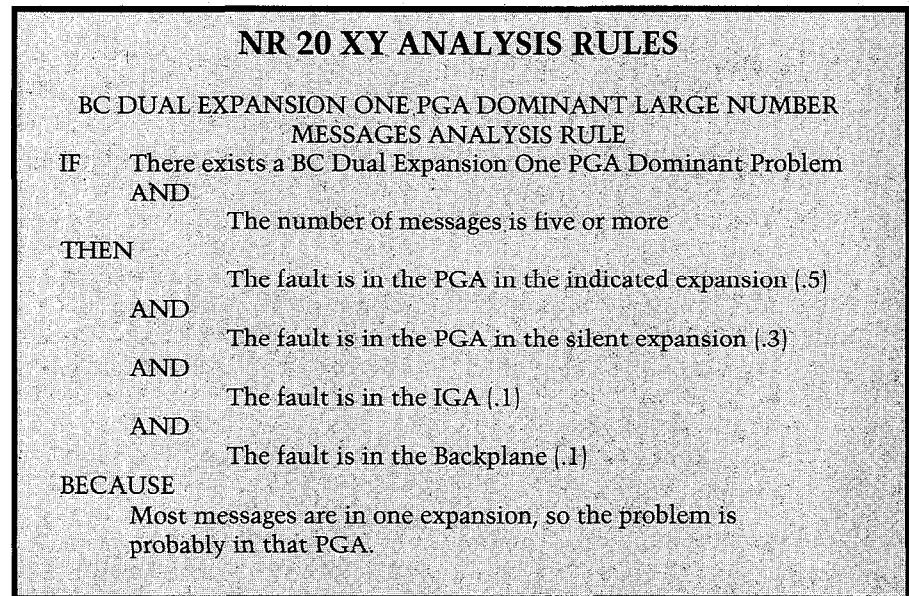 NR 20 XY ANALYSIS RULES
BC DUAL EXPANSION ONE PGA DOMINANT LARGE NUMBER
MESSAGES ANALYSIS RULE
IF There exists a BC Dual Expansion One PGA Dominant Problem
AND
The number of messages is five or more
THEN
The fault is in the PGA in the indicated expansion (.5)
AND
The fault is in the PGA in the silent expansion (.3)
AND
The fault is in the IGA (.1)
AND
The fault is in the Backplane (.1)
BECAUSE
Most messages are in one expansion, so the problem is
probably in that PGA.